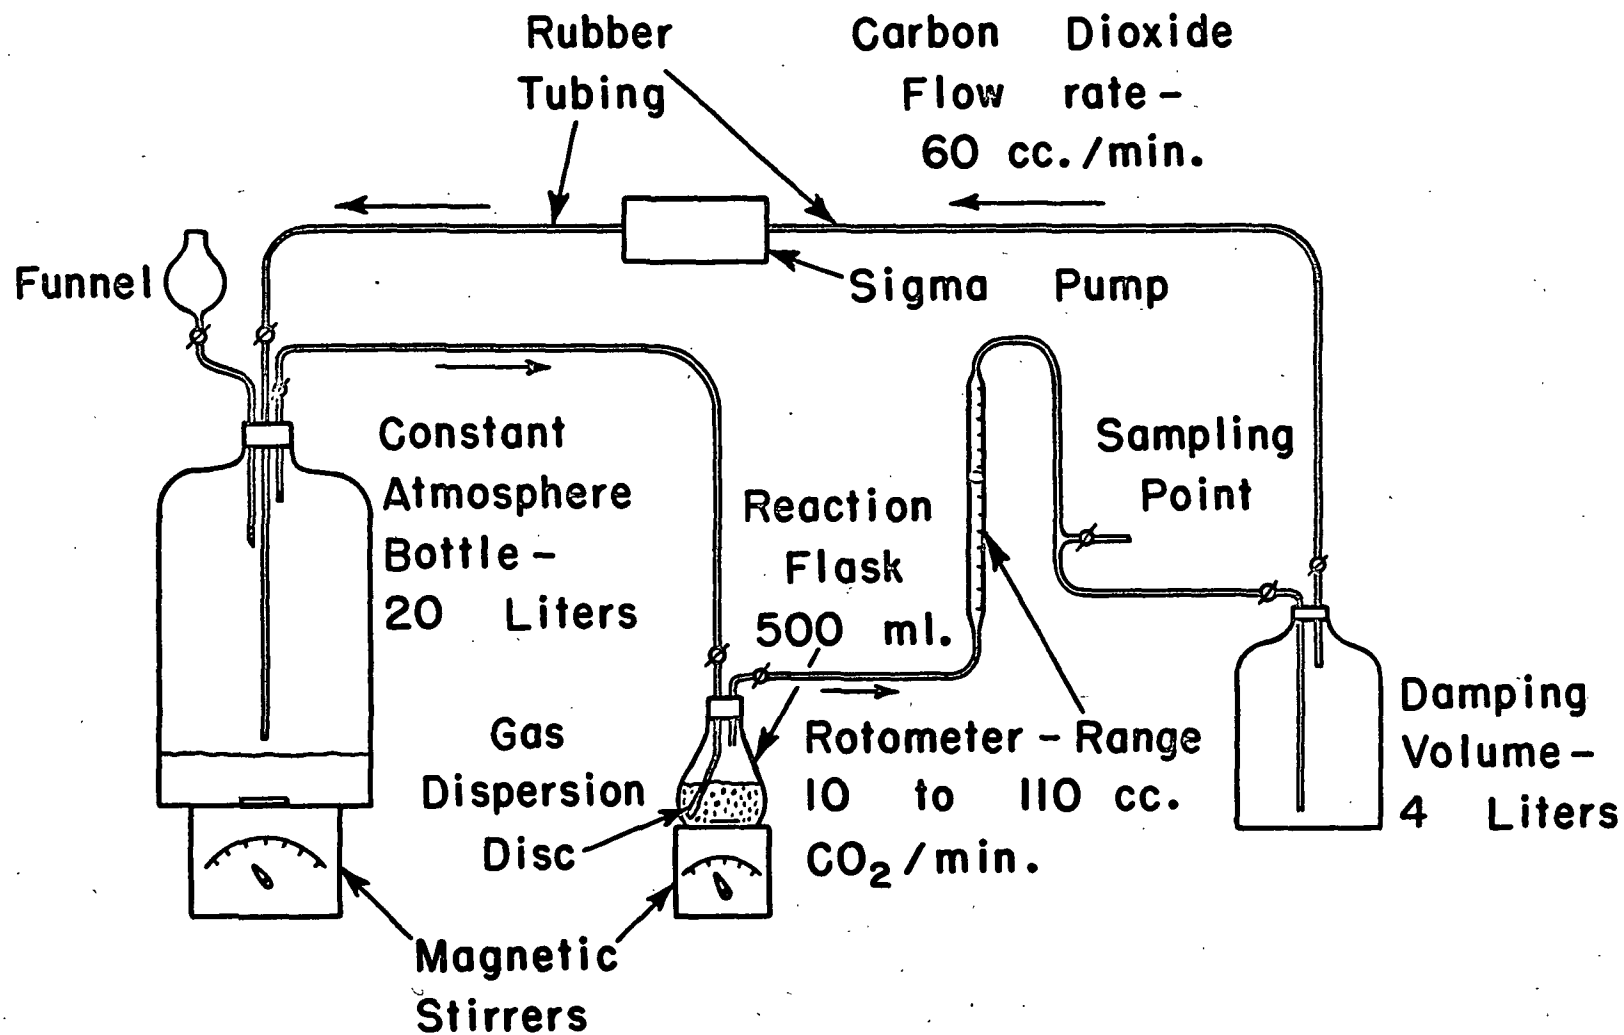 Rubber
Tubing
Carbon Dioxide
Flow rate-
60 cc./min.
Funnel
Sigma Pump
Constant
Atmosphere
Bottle-
20 Liters
Reaction
Flask
500 ml.
Sampling
Point
Gas
Dispersion
Disc
Rotometer-Range
10 to 110 cc.
CO₂/min.
Damping
Volume-
4 Liters
Magnetic
Stirrers